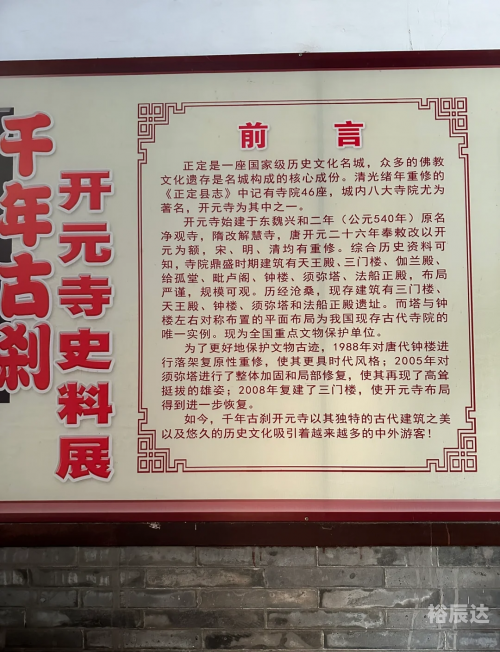 千年古刹
开元寺史料展
前言
正定是一座国家级历史文化名城，众多的佛教
文化遗存是名城构成的核心成份。清光绪年重修的
《正定县志》中记有寺院46座，城内八大寺院尤为
著名，开元寺为其中之一。
开元寺始建于东魏兴和二年（公元540年）原名
净观寺，隋改解慧寺，唐开元二十六年奉敕改以开
元为额，宋、明、清均有重修。综合历史资料可
知，寺院鼎盛时期建筑有天王殿、三门楼、伽兰殿、
给孤堂、毗卢阁、钟楼、须弥塔、法船正殿，布局
严谨，规模可观。历经沧桑，现存建筑有三门楼、
天王殿、钟楼、须弥塔和法船正殿遗址。而塔与钟
楼左右对称布置的平面布局为我国现存古代寺院的
唯一实例。现为全国重点文物保护单位。
为了更好地保护文物古迹，1988年对唐代钟楼进
行落架复原性重修，使其更具时代风格；2005年对
须弥塔进行了整体加固和局部修复，使其再现了高耸
挺拔的雄姿；2008年复建了三门楼，使开元寺布局
得到进一步恢复。
如今，千年古刹开元寺以其独特的古代建筑之美
以及悠久的历史文化吸引着越来越多的中外游客！
裕辰达